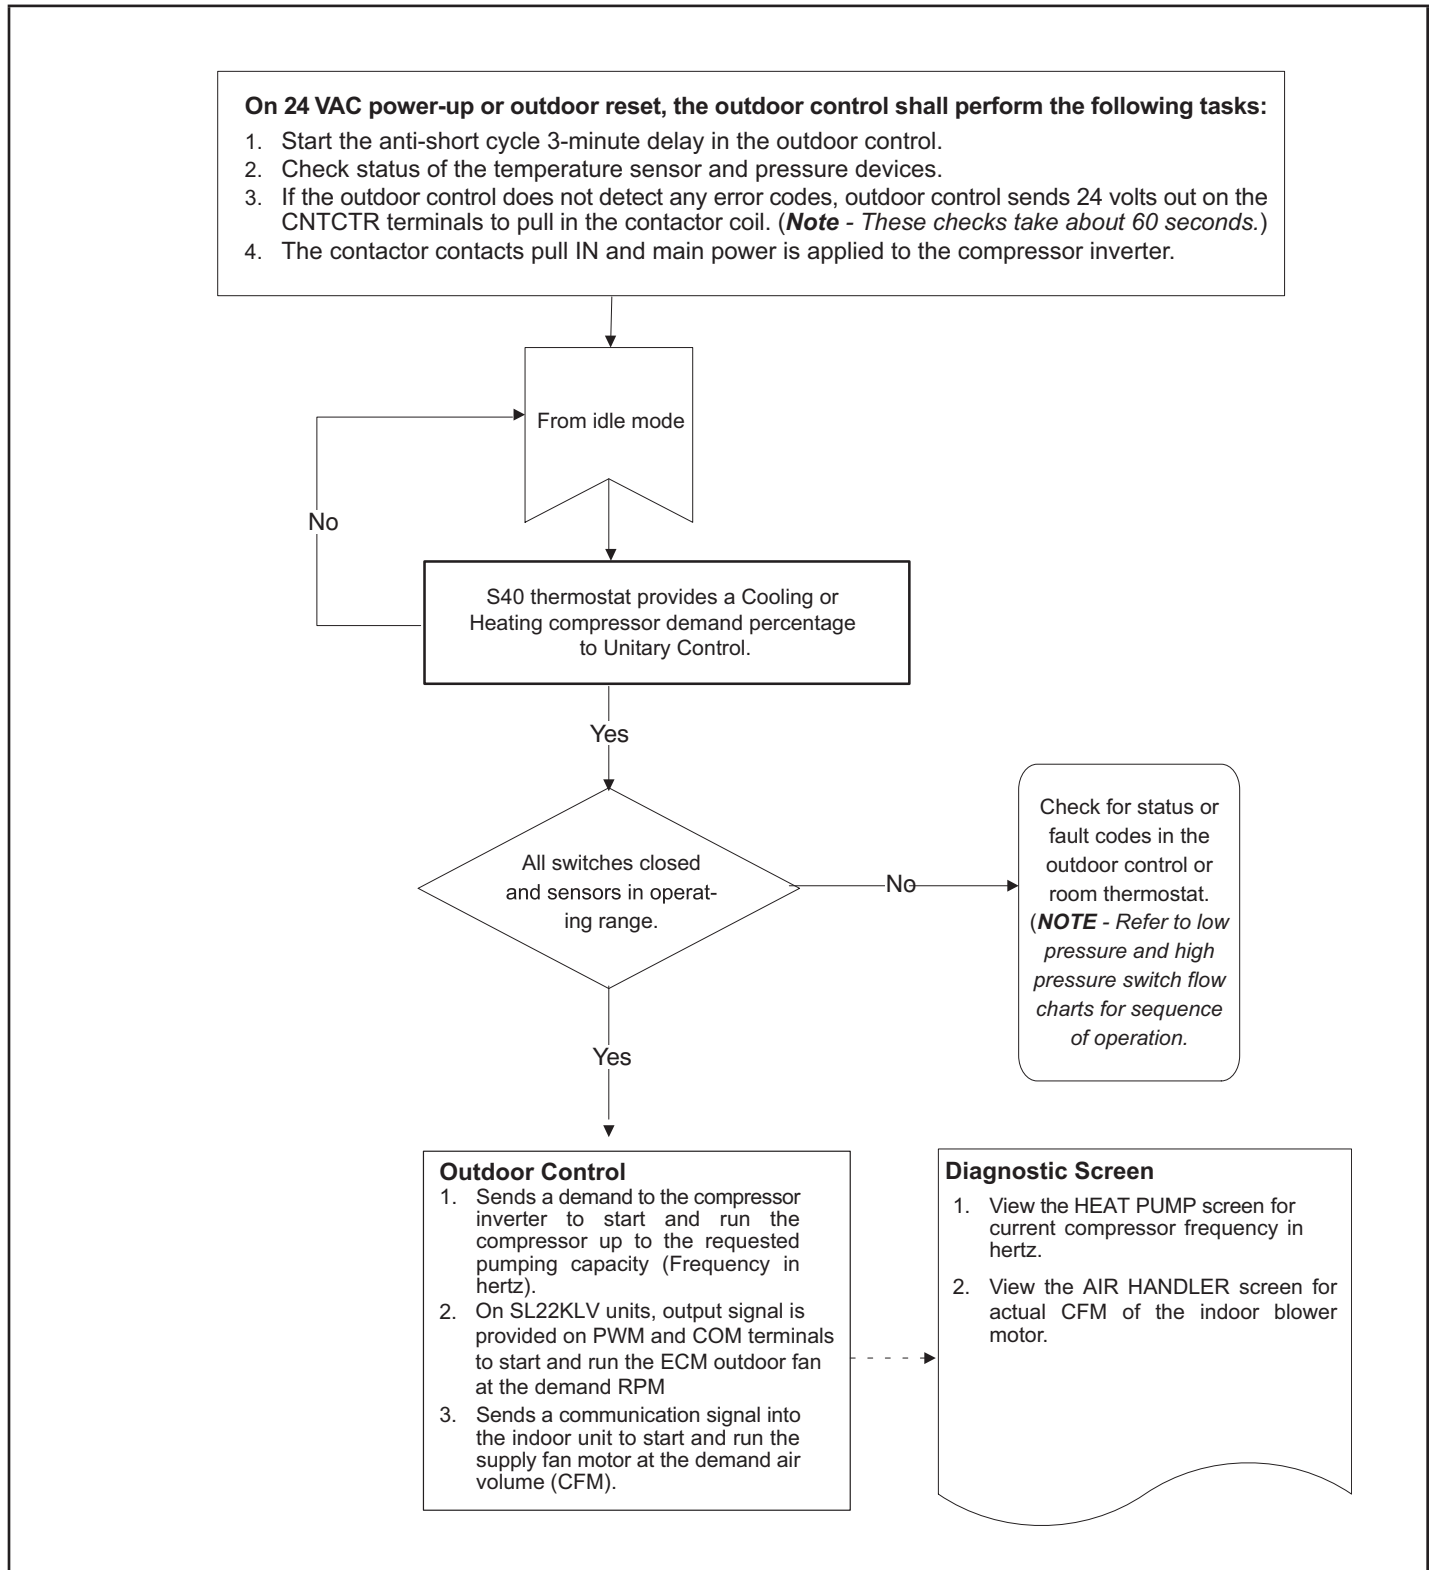 On 24 VAC power-up or outdoor reset, the outdoor control shall perform the following tasks:
1. Start the anti-short cycle 3-minute delay in the outdoor control.
2. Check status of the temperature sensor and pressure devices.
3. If the outdoor control does not detect any error codes, outdoor control sends 24 volts out on the
CNTCTR terminals to pull in the contactor coil. (Note - These checks take about 60 seconds.)
4. The contactor contacts pull IN and main power is applied to the compressor inverter.
From idle mode
No
S40 thermostat provides a Cooling or
Heating compressor demand percentage
to Unitary Control.
Yes
All switches closed
and sensors in operat-
ing range.
No
Check for status or
fault codes in the
outdoor control or
room thermostat.
(NOTE - Refer to low
pressure and high
pressure switch flow
charts for sequence
of operation.
Yes
Outdoor Control
1. Sends a demand to the compressor
inverter to start and run the
compressor up to the requested
pumping capacity (Frequency in
hertz).
2. On SL22KLV units, output signal is
provided on PWM and COM terminals
to start and run the ECM outdoor fan
at the demand RPM
3. Sends a communication signal into
the indoor unit to start and run the
supply fan motor at the demand air
volume (CFM).
Diagnostic Screen
1. View the HEAT PUMP screen for
current compressor frequency in
hertz.
2. View the AIR HANDLER screen for
actual CFM of the indoor blower
motor.